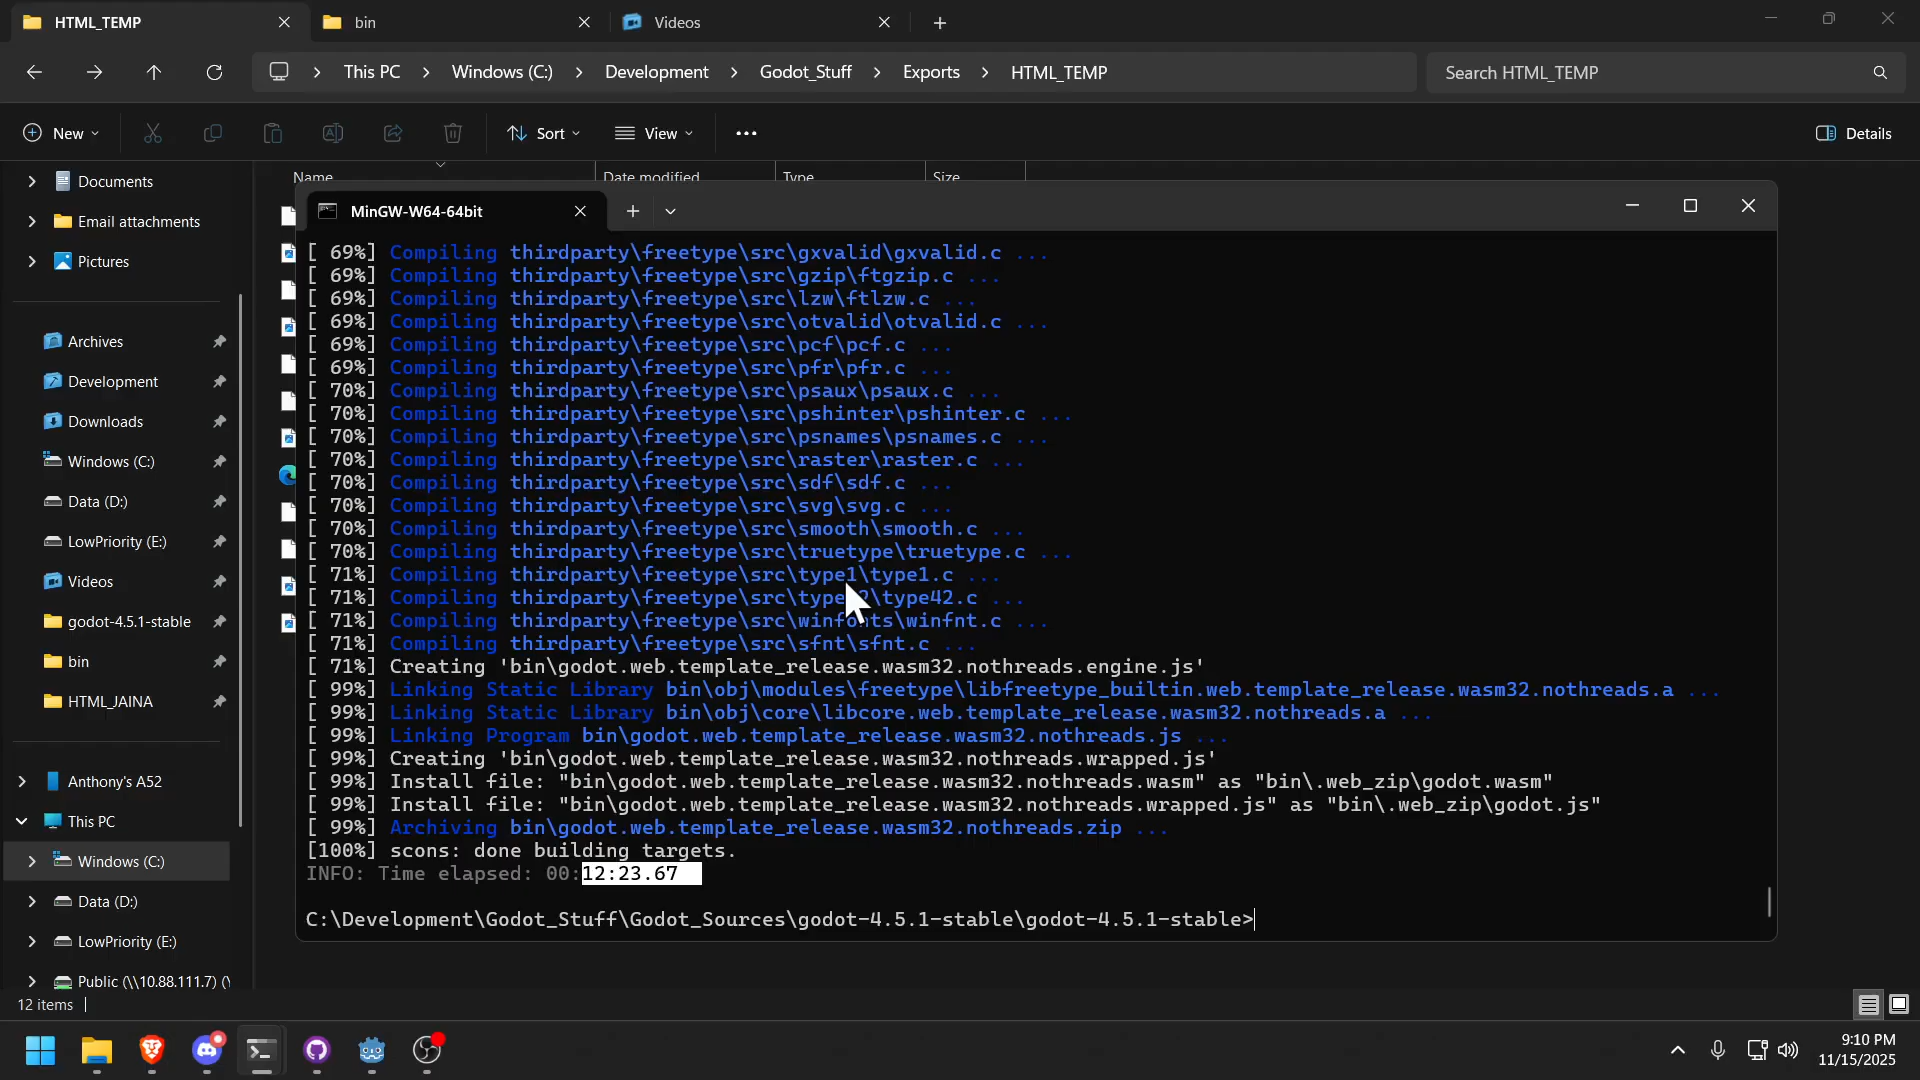 HTML_TEMP
bin
Videos
This PC
Windows (C:)
Development
Godot_Stuff
Exports
HTML_TEMP
Search HTML_TEMP
New
Sort
View
Details
Documents
Email attachments
Pictures
Archives
Development
Downloads
Windows (C:)
Data (D:)
LowPriority (E:)
Videos
godot-4.5.1-stable
bin
HTML_JAINA
Anthony's A52
This PC
Windows (C:)
Data (D:)
LowPriority (E:)
Public (\\10.88.111.7) (\
Name
Date modified
Type
Size
MinGW-W64-64bit
[ 69%] Compiling thirdparty\freetype\src\gxvalid\gxvalid.c ...
[ 69%] Compiling thirdparty\freetype\src\gzip\ftgzip.c ...
[ 69%] Compiling thirdparty\freetype\src\lzw\ftlzw.c ...
[ 69%] Compiling thirdparty\freetype\src\otvalid\otvalid.c ...
[ 69%] Compiling thirdparty\freetype\src\pcf\pcf.c ...
[ 69%] Compiling thirdparty\freetype\src\pfr\pfr.c ...
[ 70%] Compiling thirdparty\freetype\src\psaux\psaux.c ...
[ 70%] Compiling thirdparty\freetype\src\pshinter\pshinter.c ...
[ 70%] Compiling thirdparty\freetype\src\psnames\psnames.c ...
[ 70%] Compiling thirdparty\freetype\src\raster\raster.c ...
[ 70%] Compiling thirdparty\freetype\src\sdf\sdf.c ...
[ 70%] Compiling thirdparty\freetype\src\svg\svg.c ...
[ 70%] Compiling thirdparty\freetype\src\smooth\smooth.c ...
[ 70%] Compiling thirdparty\freetype\src\truetype\truetype.c ...
[ 71%] Compiling thirdparty\freetype\src\type1\type1.c ...
[ 71%] Compiling thirdparty\freetype\src\type42\type42.c ...
[ 71%] Compiling thirdparty\freetype\src\winfonts\winfnt.c ...
[ 71%] Compiling thirdparty\freetype\src\sfnt\sfnt.c ...
[ 71%] Creating 'bin\godot.web.template_release.wasm32.nothreads.engine.js'
[ 99%] Linking Static Library bin\obj\modules\freetype\libfreetype_builtin.web.template_release.wasm32.nothreads.a ...
[ 99%] Linking Static Library bin\obj\core\libcore.web.template_release.wasm32.nothreads.a ...
[ 99%] Linking Program bin\godot.web.template_release.wasm32.nothreads.js ...
[ 99%] Creating 'bin\godot.web.template_release.wasm32.nothreads.wrapped.js'
[ 99%] Install file: "bin\godot.web.template_release.wasm32.nothreads.wasm" as "bin\.web_zip\godot.wasm"
[ 99%] Install file: "bin\godot.web.template_release.wasm32.nothreads.wrapped.js" as "bin\.web_zip\godot.js"
[ 99%] Archiving bin\godot.web.template_release.wasm32.nothreads.zip ...
[100%] scons: done building targets.
INFO: Time elapsed: 00:12:23.67
C:\Development\Godot_Stuff\Godot_Sources\godot-4.5.1-stable\godot-4.5.1-stable>
12 items
9:10 PM
11/15/2025